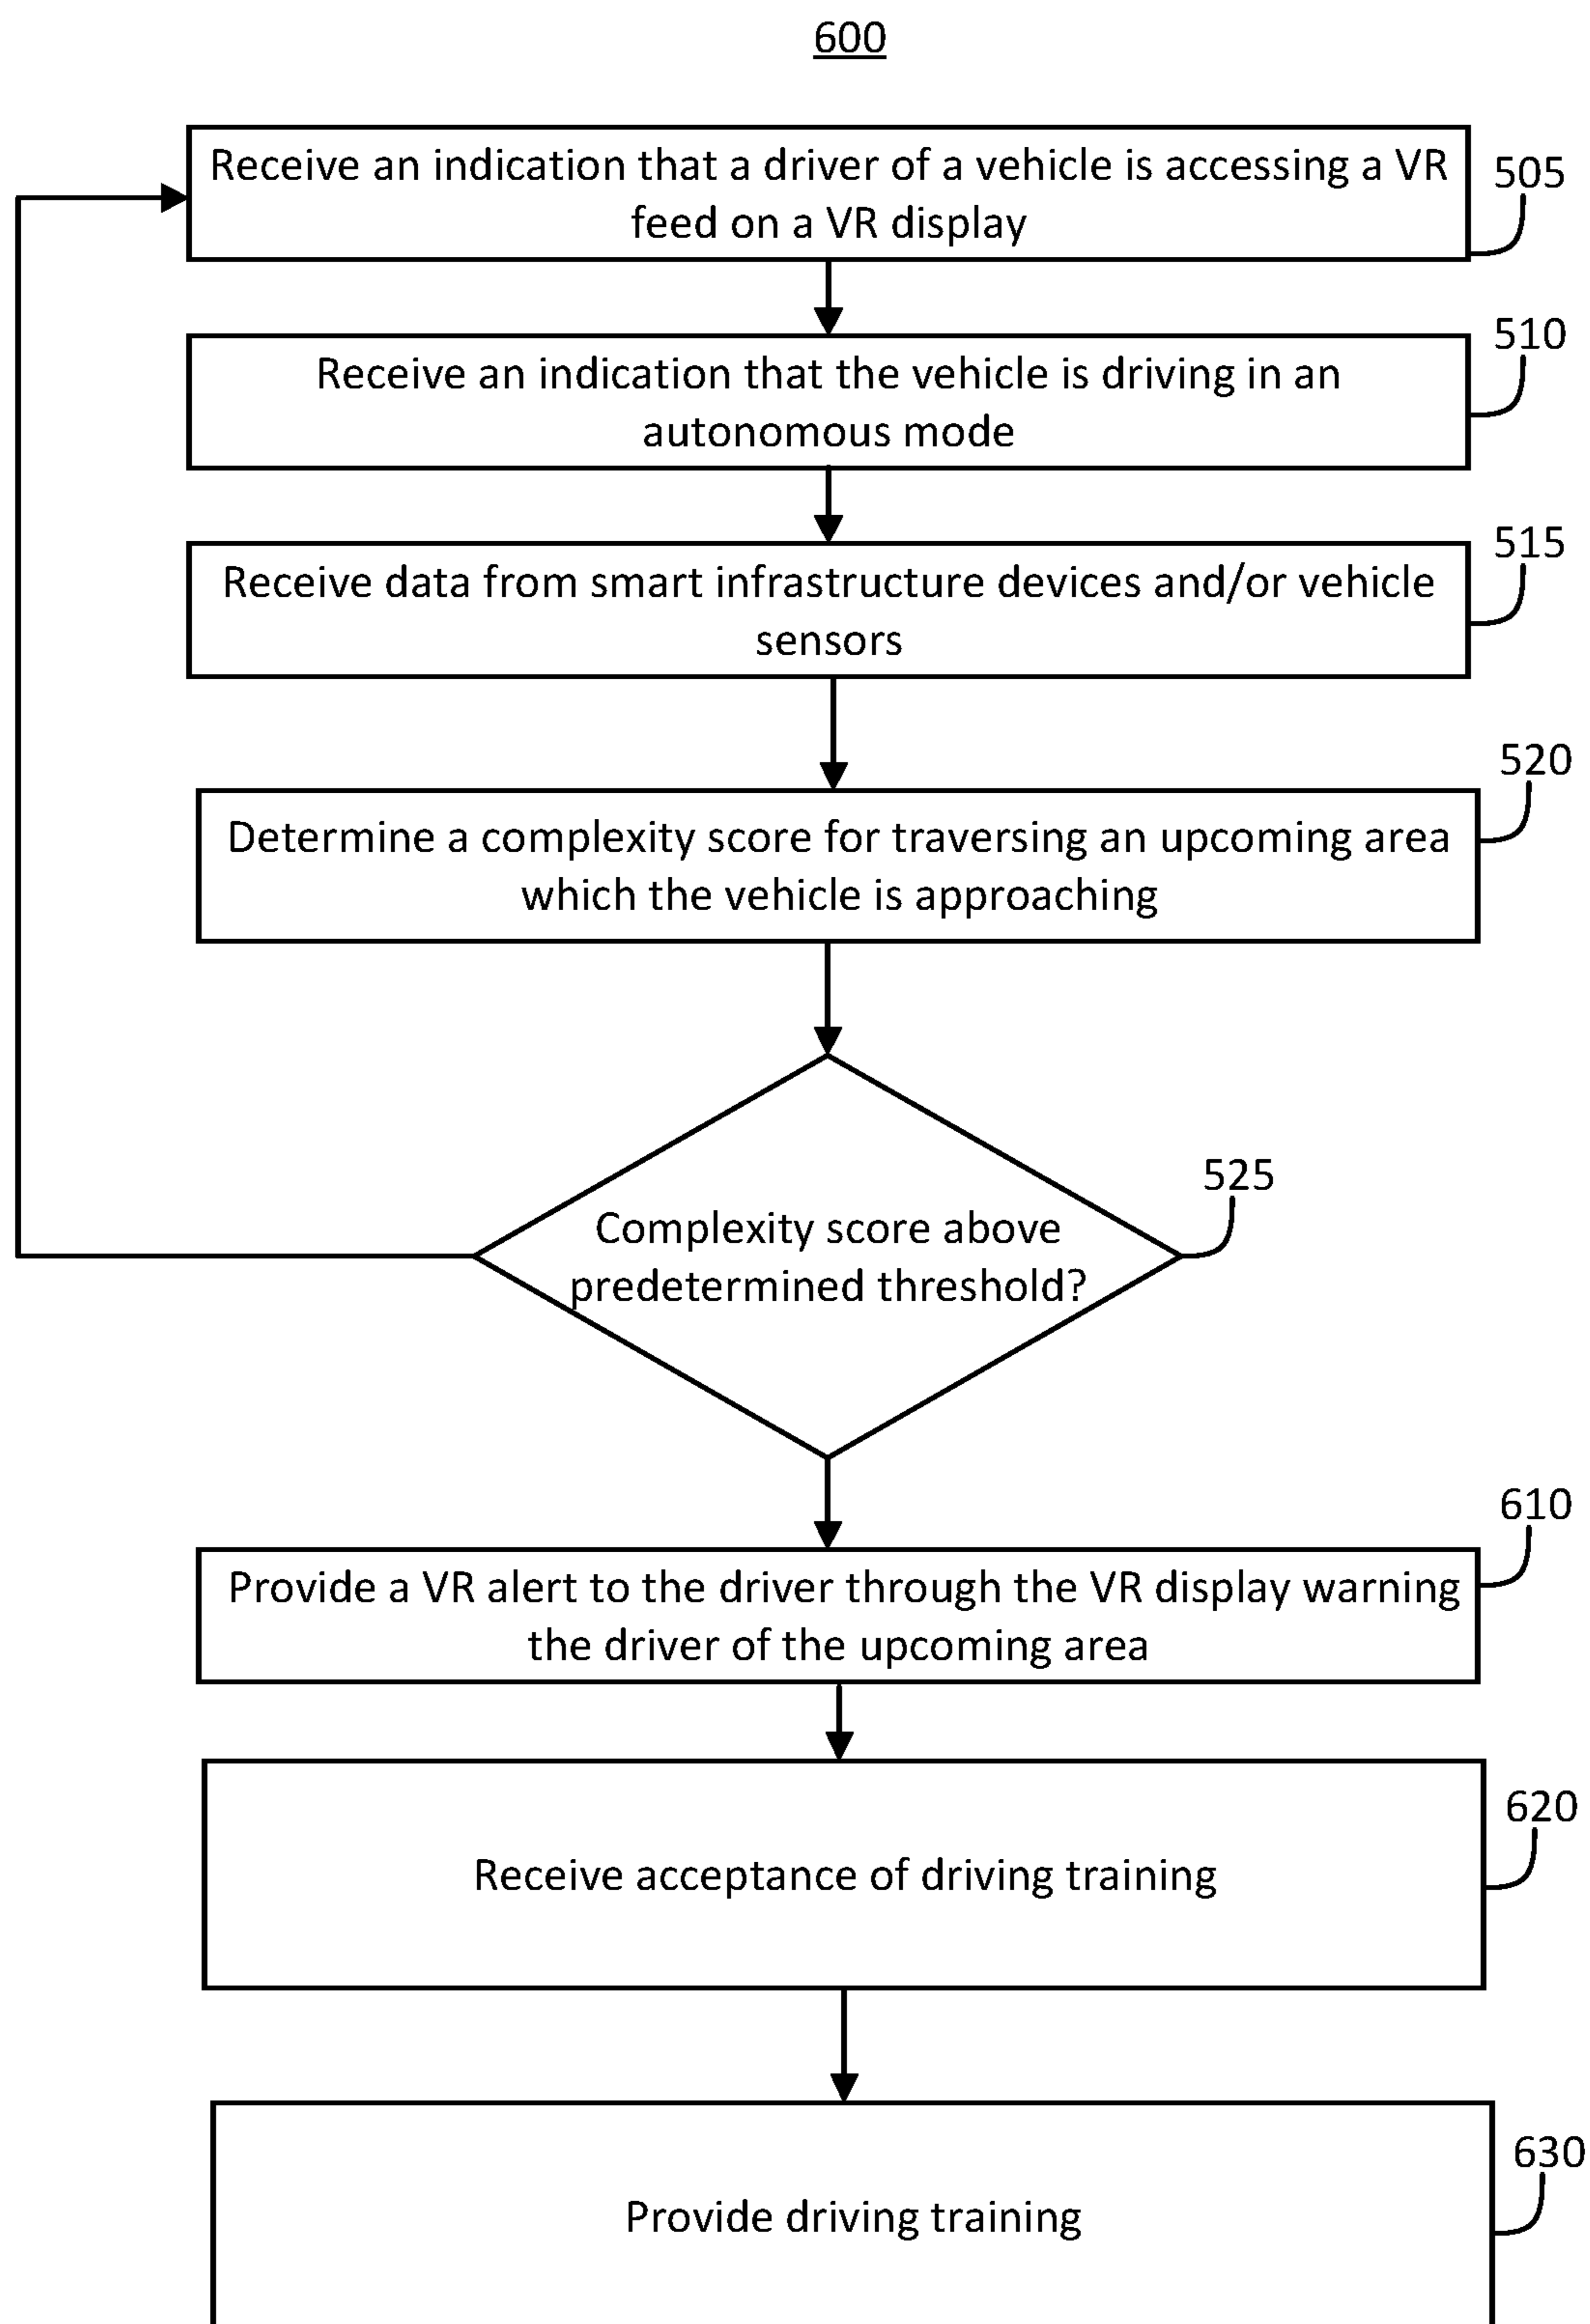 600
Receive an indication that a driver of a vehicle is accessing a VR
feed on a VR display
505
Receive an indication that the vehicle is driving in an
autonomous mode
510
Receive data from smart infrastructure devices and/or vehicle
sensors
515
Determine a complexity score for traversing an upcoming area
which the vehicle is approaching
520
Complexity score above
predetermined threshold?
525
Provide a VR alert to the driver through the VR display warning
the driver of the upcoming area
610
Receive acceptance of driving training
620
Provide driving training
630